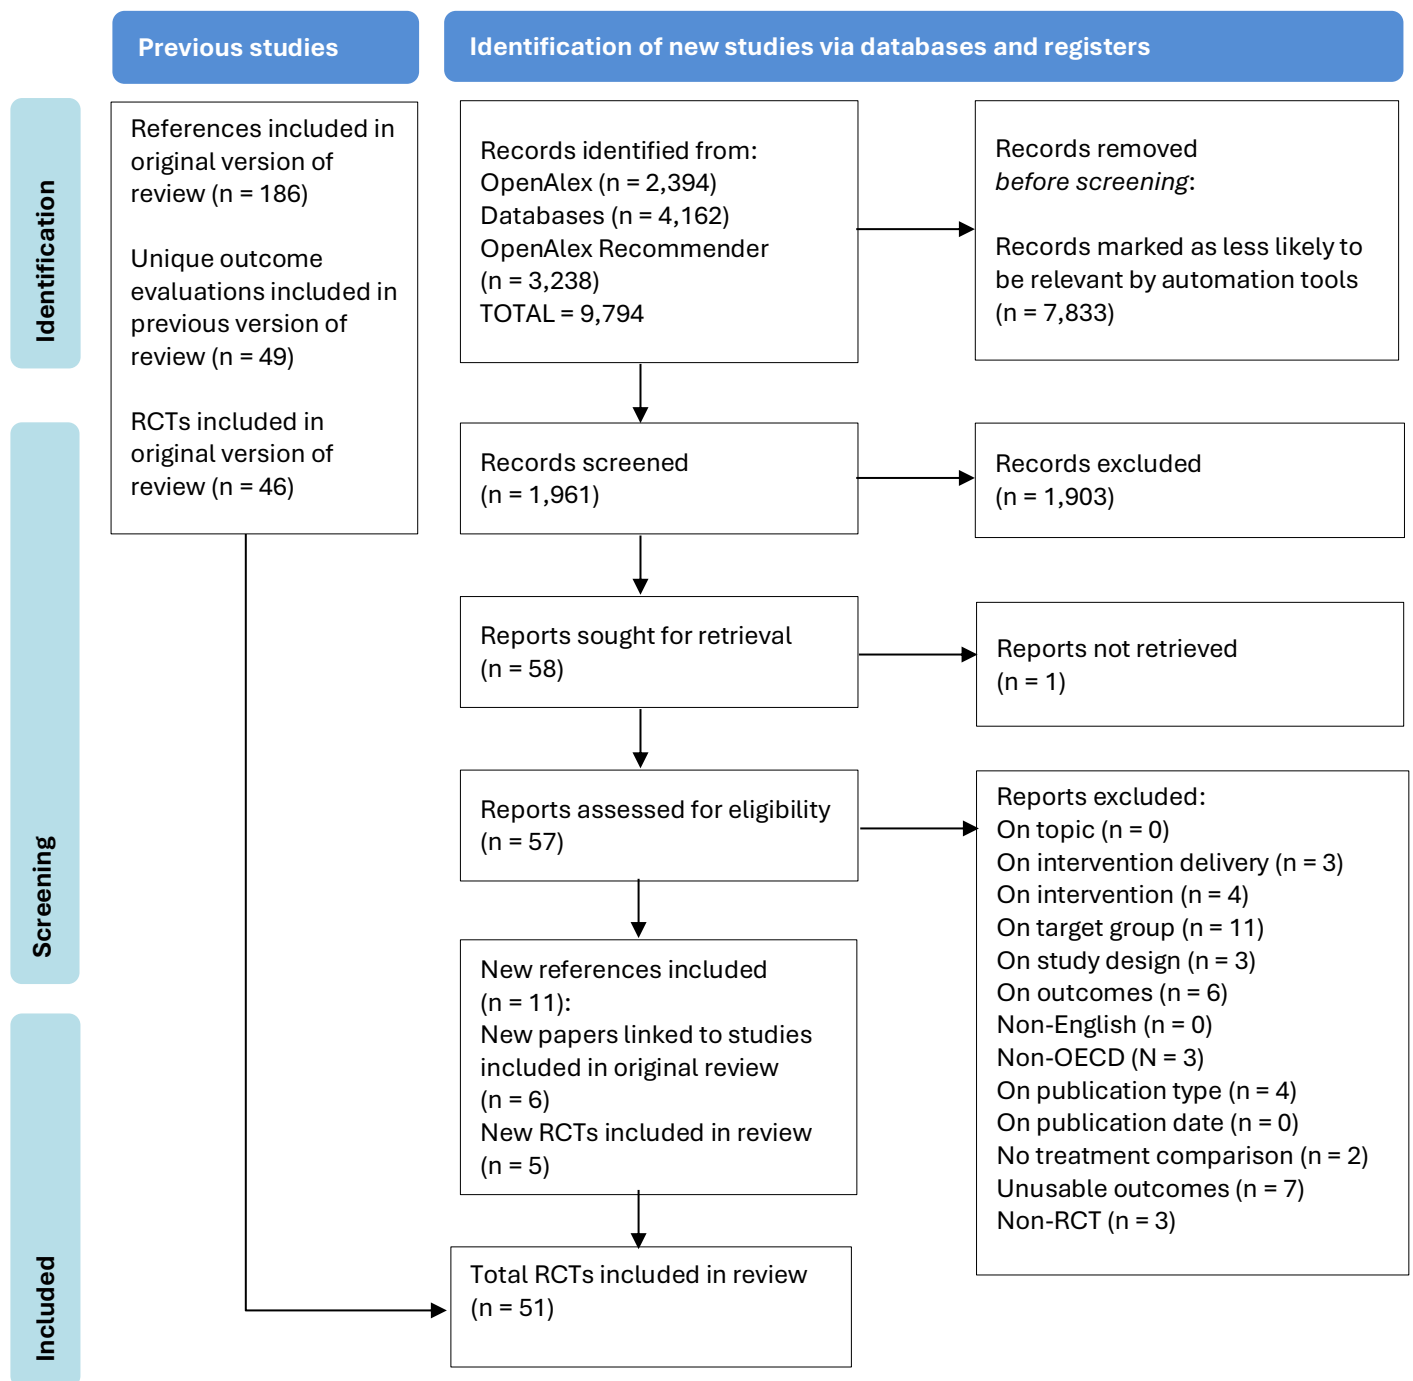 Previous studies
Identification of new studies via databases and registers
Identification
References included in
original version of
review (n = 186)
Unique outcome
evaluations included in
previous version of
review (n = 49)
RCTs included in
original version of
review (n = 46)
Records identified from:
OpenAlex (n = 2,394)
Databases (n = 4,162)
OpenAlex Recommender
(n = 3,238)
TOTAL = 9,794
Records removed
before screening:
Records marked as less likely to
be relevant by automation tools
(n = 7,833)
Screening
Records screened
(n = 1,961)
Records excluded
(n = 1,903)
Reports sought for retrieval
(n = 58)
Reports not retrieved
(n = 1)
Reports assessed for eligibility
(n = 57)
Reports excluded:
On topic (n = 0)
On intervention delivery (n = 3)
On intervention (n = 4)
On target group (n = 11)
On study design (n = 3)
On outcomes (n = 6)
Non-English (n = 0)
Non-OECD (N = 3)
On publication type (n = 4)
On publication date (n = 0)
No treatment comparison (n = 2)
Unusable outcomes (n = 7)
Non-RCT (n = 3)
New references included
(n = 11):
New papers linked to studies
included in original review
(n = 6)
New RCTs included in review
(n = 5)
Included
Total RCTs included in review
(n = 51)